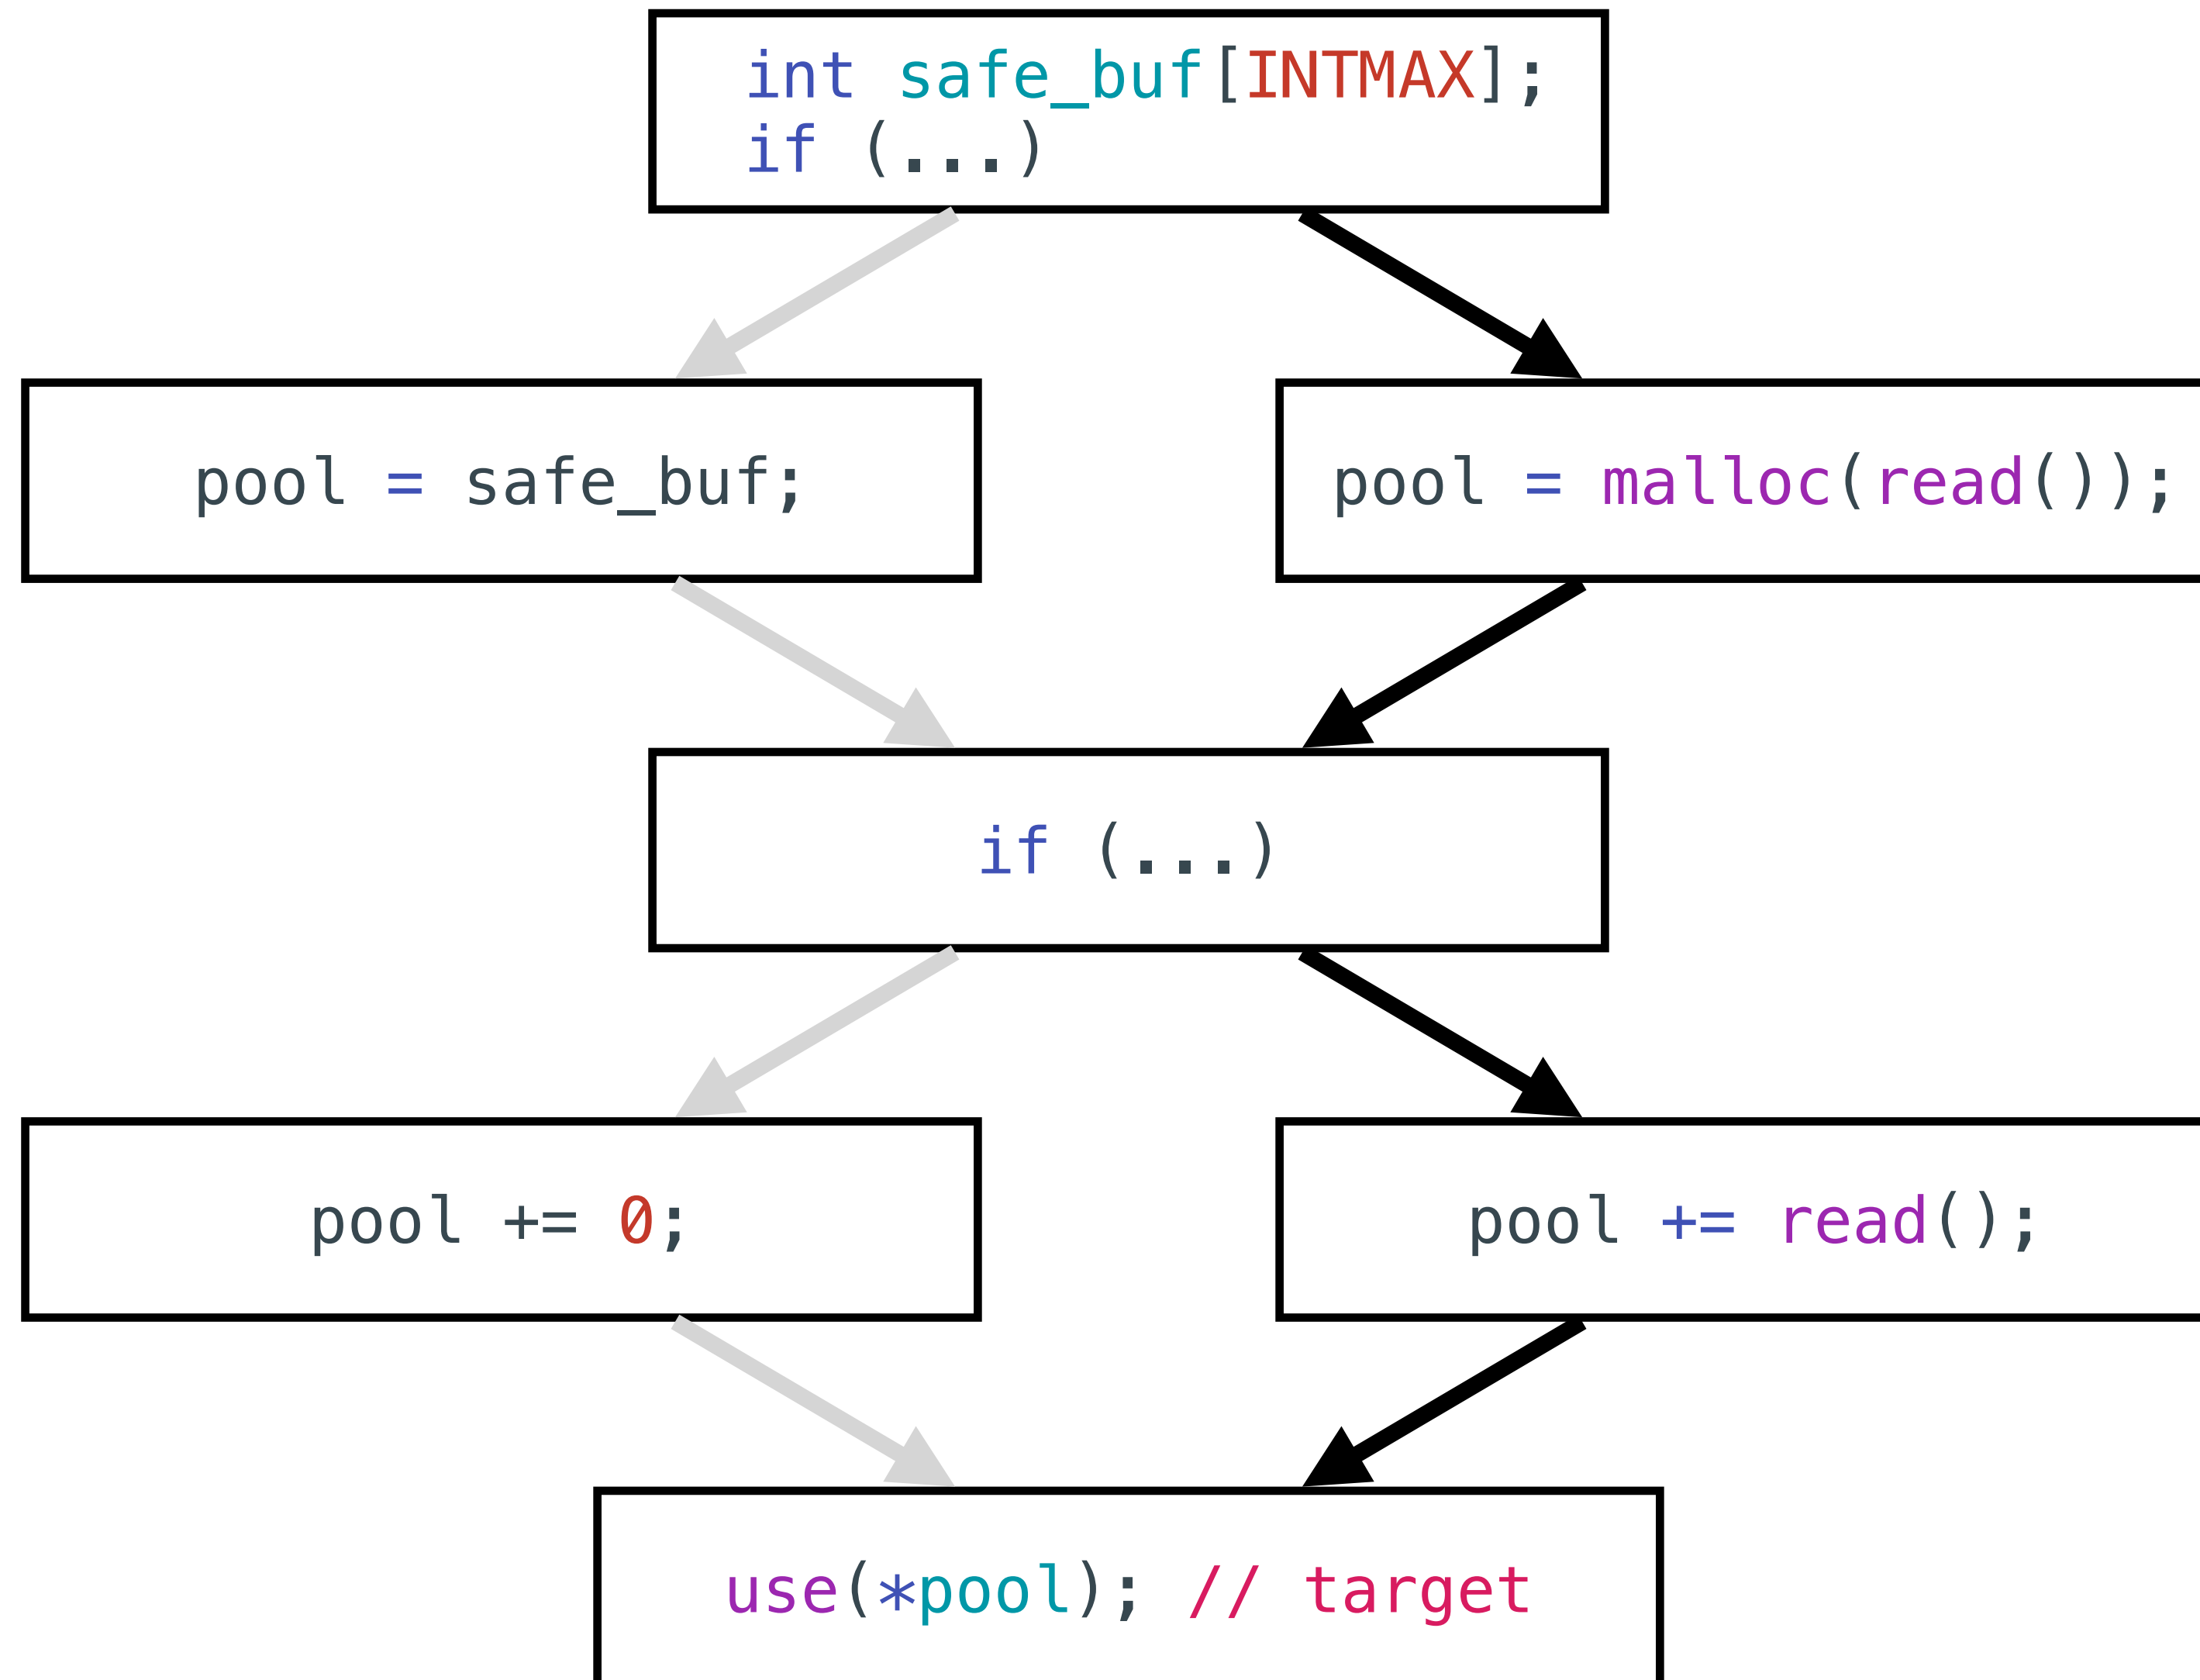 int safe_buf[INTMAX];
if (...)
pool = safe_buf;
pool = malloc(read());
if (...)
pool += 0;
pool += read();
use(*pool); // target